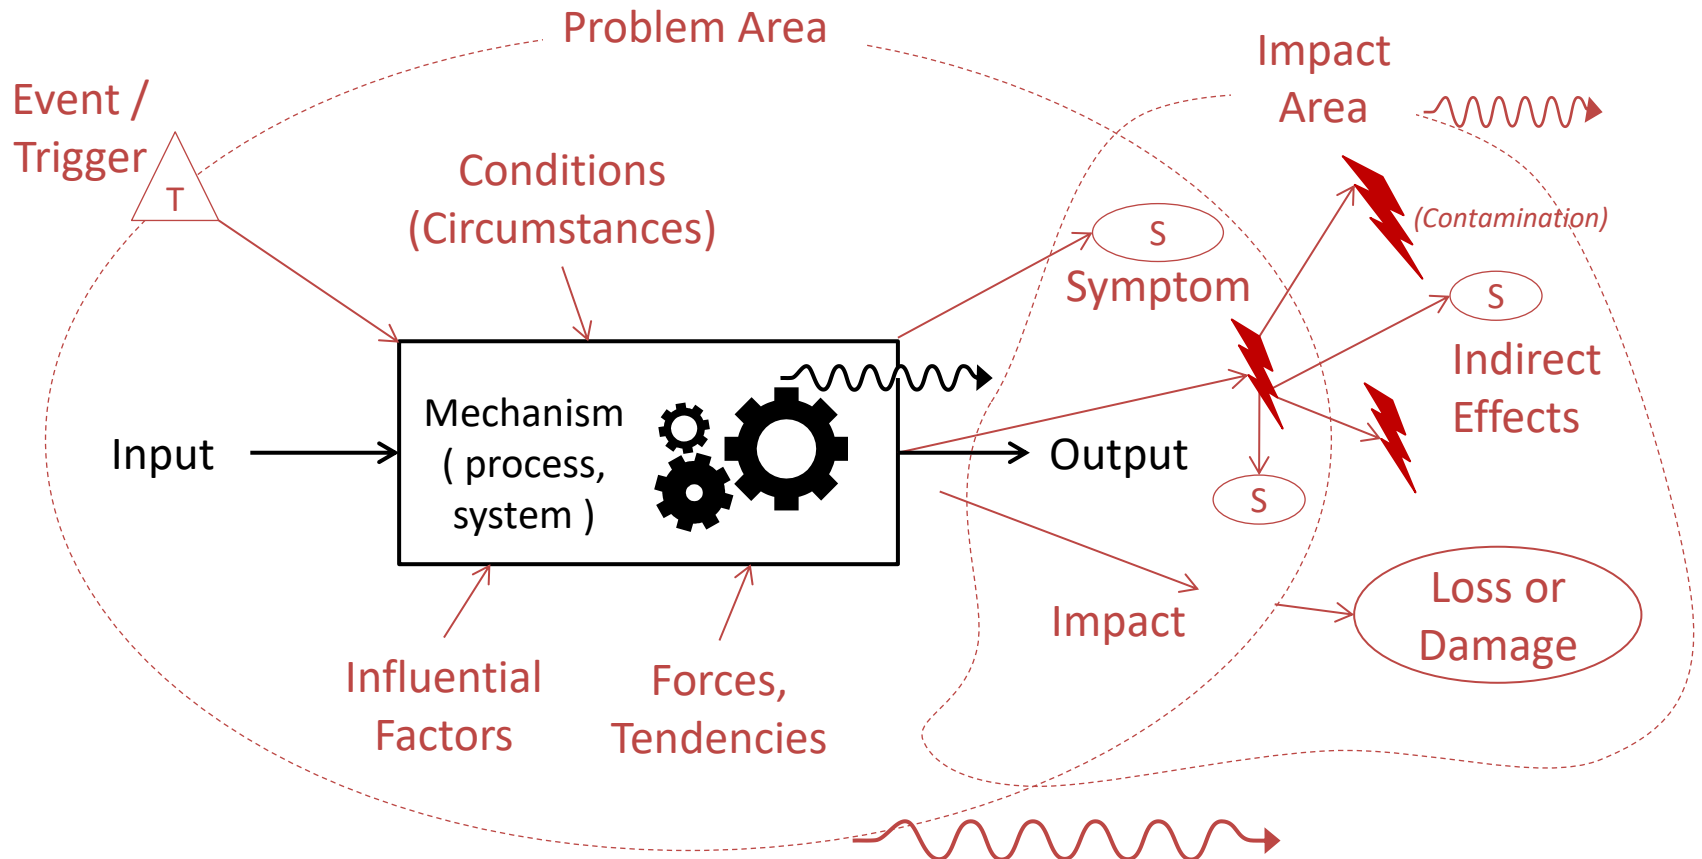 Problem Area
Impact
Area
Event /
Trigger
T
Conditions
(Circumstances)
S
Symptom
(Contamination)
S
Indirect
Effects
Input
Mechanism
( process,
system )
Output
S
Impact
Loss or
Damage
Influential
Factors
Forces,
Tendencies